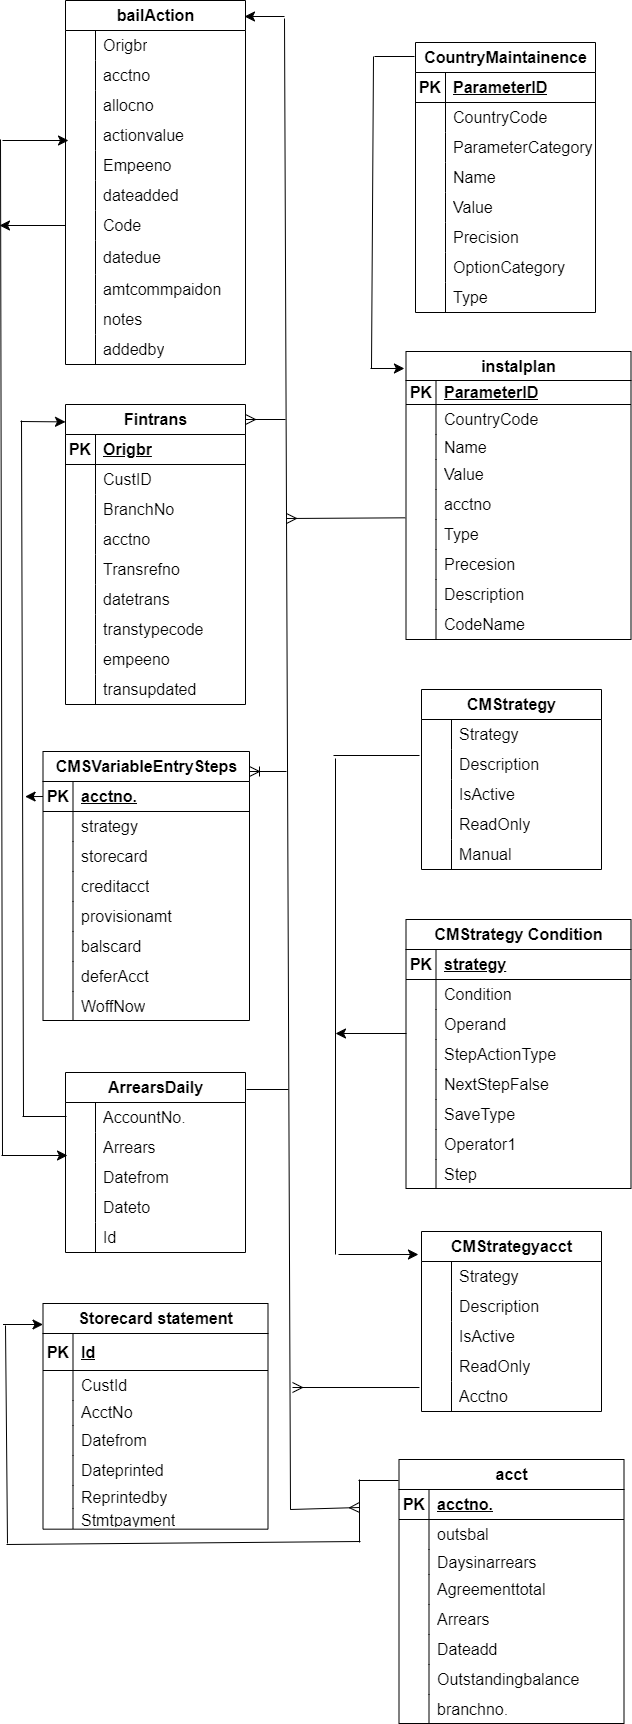 bailAction
Origbr
acctno
allocno
actionvalue
Empeeno
dateadded
Code
datedue
amtcommpaidon
notes
addedby
CountryMaintainence
PK ParameterID
CountryCode
ParameterCategory
Name
Value
Precision
OptionCategory
Type
instalplan
PK ParameterID
CountryCode
Name
Value
acctno
Type
Precesion
Description
CodeName
Fintrans
PK Origbr
CustID
BranchNo
acctno
Transrefno
datetrans
transtypecode
empeeno
transupdated
CMStrategy
Strategy
Description
IsActive
ReadOnly
Manual
CMSVariableEntrySteps
PK acctno.
strategy
storecard
creditacct
provisionamt
balscard
deferAcct
WoffNow
CMStrategy Condition
PK strategy
Condition
Operand
StepActionType
NextStepFalse
SaveType
Operator1
Step
ArrearsDaily
AccountNo.
Arrears
Datefrom
Dateto
Id
CMStrategyacct
Strategy
Description
IsActive
ReadOnly
Acctno
Storecard statement
PK Id
CustId
AcctNo
Datefrom
Dateprinted
Reprintedby
Stmtpayment
acct
PK acctno.
outsbal
Daysinarrears
Agreementtotal
Arrears
Dateadd
Outstandingbalance
branchno.